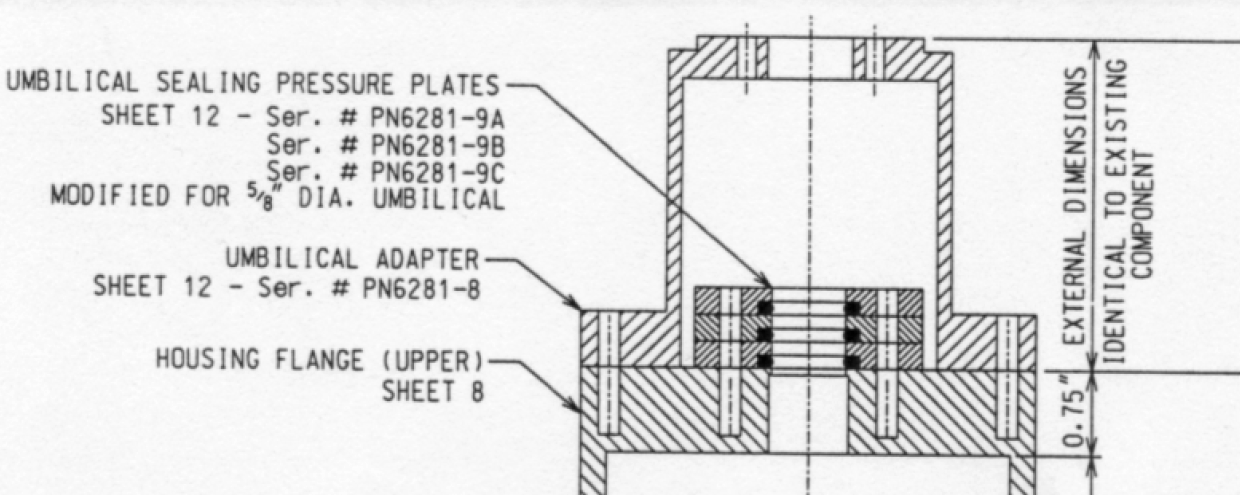 UMBILICAL SEALING PRESSURE PLATES
SHEET 12 - Ser. # PN6281-9A
Ser. # PN6281-9B
Ser. # PN6281-9C
MODIFIED FOR 5/8" DIA. UMBILICAL
UMBILICAL ADAPTER
SHEET 12 - Ser. # PN6281-8
HOUSING FLANGE (UPPER)
SHEET 8
EXTERNAL DIMENSIONS
IDENTICAL TO EXISTING
COMPONENT
0.75"